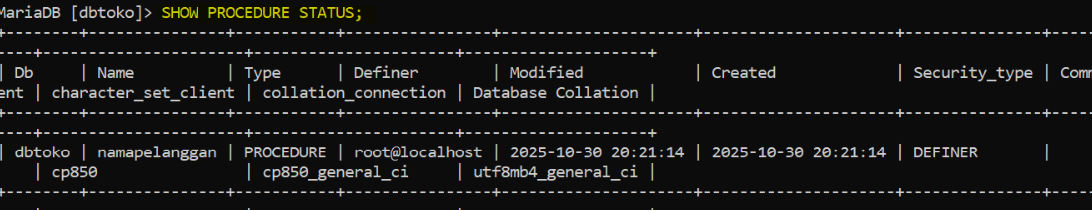 MariaDB [dbtoko]> SHOW PROCEDURE STATUS;
+---------+---------------+-----------+----------------+---------------------+---------------------+---------------+-----
----+----------------------+----------------------+--------------------+
| Db      | Name          | Type      | Definer        | Modified            | Created             | Security_type | Comm
ent | character_set_client | collation_connection | Database Collation |
+---------+---------------+-----------+----------------+---------------------+---------------------+---------------+-----
----+----------------------+----------------------+--------------------+
| dbtoko | namapelanggan | PROCEDURE | root@localhost | 2025-10-30 20:21:14 | 2025-10-30 20:21:14 | DEFINER       |
    | cp850                | cp850_general_ci     | utf8mb4_general_ci |
+---------+---------------+-----------+----------------+---------------------+---------------------+---------------+-----